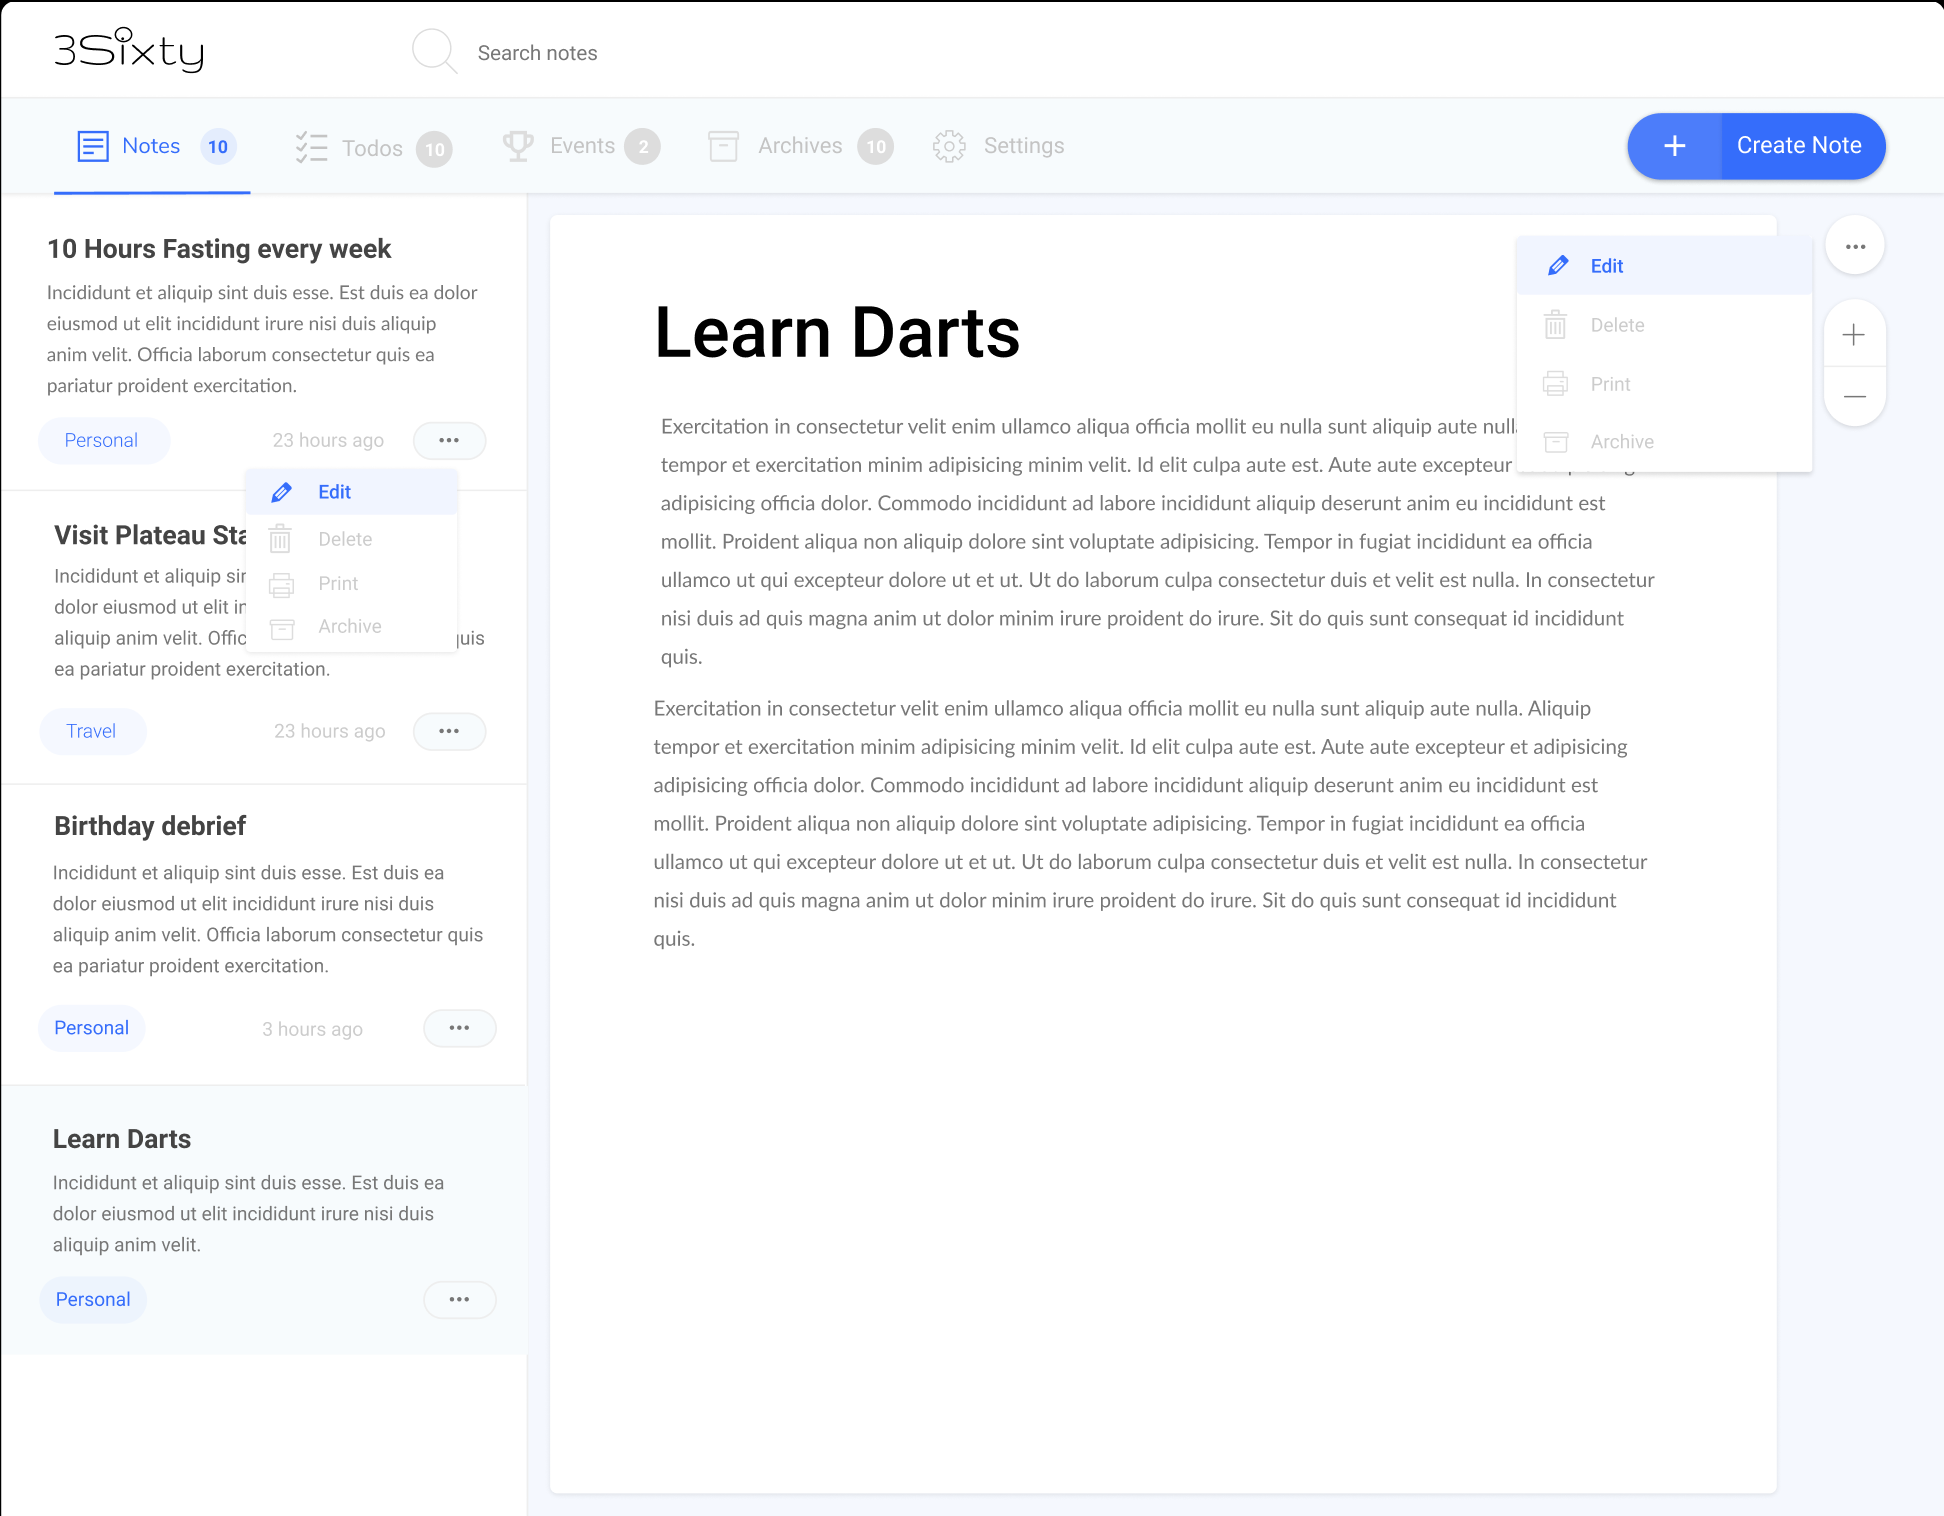 3Sixty
Search notes
Notes 10
Todos 10
Events 2
Archives 10
Settings
+ Create Note
10 Hours Fasting every week
Incididunt et aliquip sint duis esse. Est duis ea dolor
eiusmod ut elit incididunt irure nisi duis aliquip
anim velit. Officia laborum consectetur quis ea
pariatur proident exercitation.
Personal
23 hours ago
Edit
Delete
Print
Archive
Visit Plateau Sta
Incididunt et aliquip
dolor eiusmod ut elit
aliquip anim velit.
ea pariatur proident exercitation.
Travel
23 hours ago
Birthday debrief
Incididunt et aliquip sint duis esse. Est duis ea
dolor eiusmod ut elit incididunt irure nisi duis
aliquip anim velit. Officia laborum consectetur quis
ea pariatur proident exercitation.
Personal
3 hours ago
Learn Darts
Incididunt et aliquip sint duis esse. Est duis ea
dolor eiusmod ut elit incididunt irure nisi duis
aliquip anim velit.
Personal
Learn Darts
Exercitation in consectetur velit enim ullamco aliqua officia mollit eu nulla sunt aliquip aute
tempor et exercitation minim adipisicing minim velit. Id elit culpa aute est. Aute aute excepteur
adipisicing officia dolor. Commodo incididunt ad labore incididunt aliquip deserunt anim eu incididunt est
mollit. Proident aliqua non aliquip dolore sint voluptate adipisicing. Tempor in fugiat incididunt ea officia
ullamco ut qui excepteur dolore ut et ut. Ut do laborum culpa consectetur duis et velit est nulla. In consectetur
nisi duis ad quis magna anim ut dolor minim irure proident do irure. Sit do quis sunt consequat id incididunt
quis.
Exercitation in consectetur velit enim ullamco aliqua officia mollit eu nulla sunt aliquip aute nulla. Aliquip
tempor et exercitation minim adipisicing minim velit. Id elit culpa aute est. Aute aute excepteur et adipisicing
adipisicing officia dolor. Commodo incididunt ad labore incididunt aliquip deserunt anim eu incididunt est
mollit. Proident aliqua non aliquip dolore sint voluptate adipisicing. Tempor in fugiat incididunt ea officia
ullamco ut qui excepteur dolore ut et ut. Ut do laborum culpa consectetur duis et velit est nulla. In consectetur
nisi duis ad quis magna anim ut dolor minim irure proident do irure. Sit do quis sunt consequat id incididunt
quis.
Edit
Delete
Print
Archive